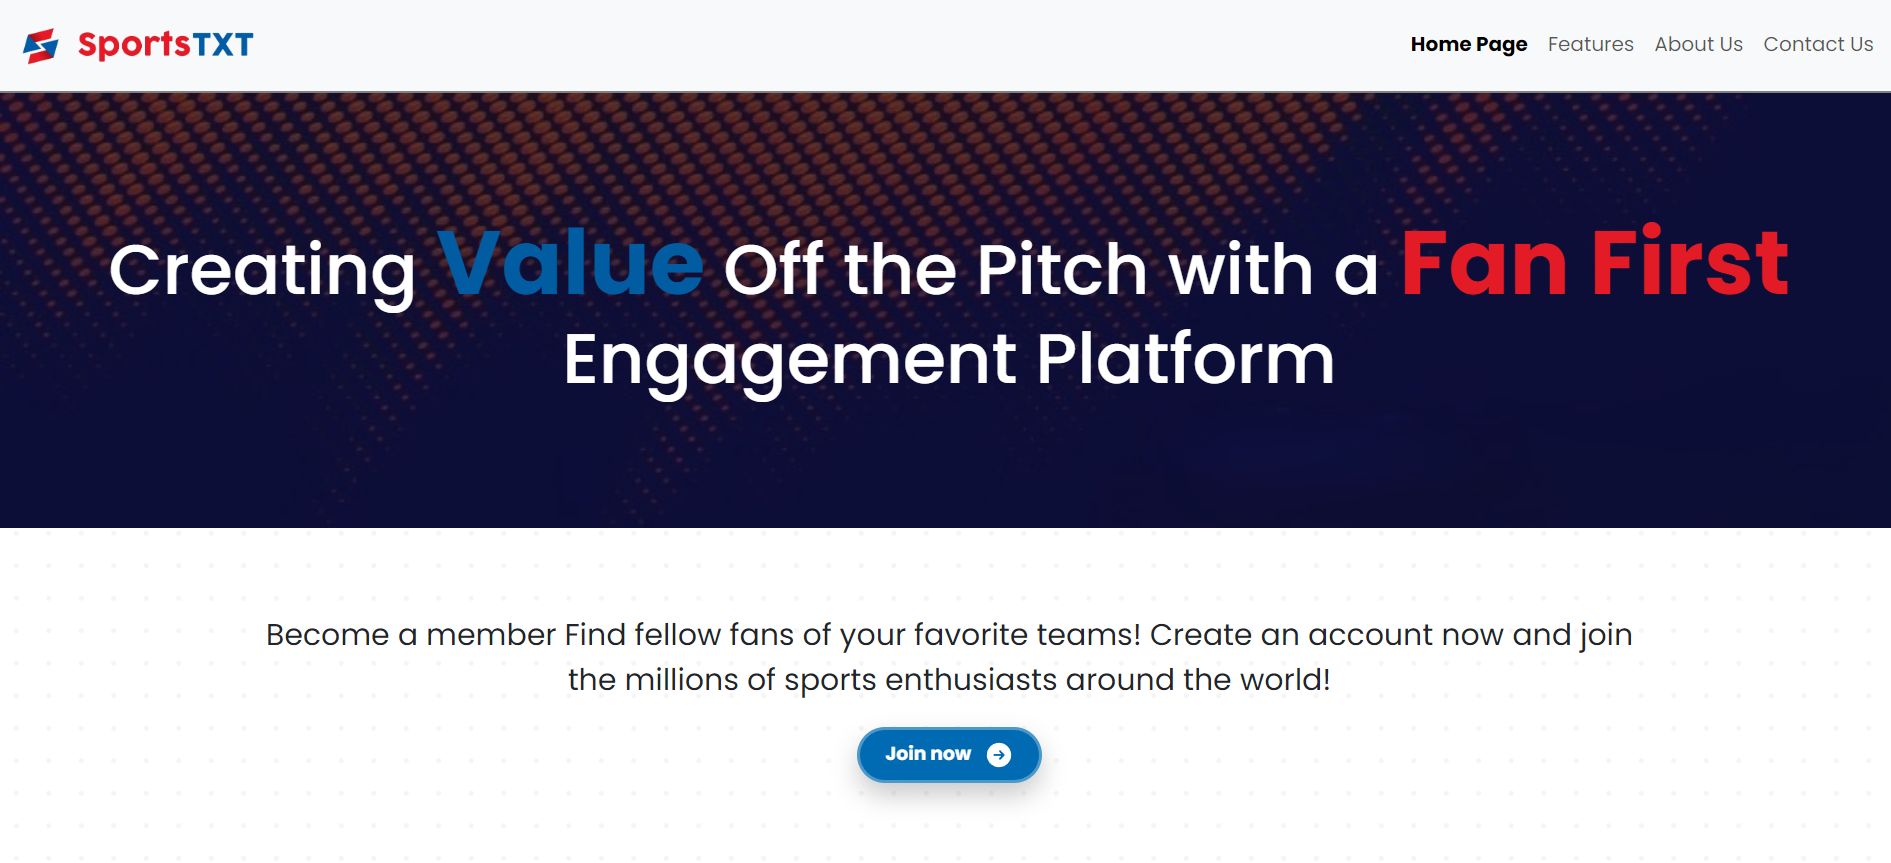 SportsTXT
Home Page Features About Us Contact Us
Creating Value Off the Pitch with a Fan First
Engagement Platform
Become a member Find fellow fans of your favorite teams! Create an account now and join
the millions of sports enthusiasts around the world!
Join now